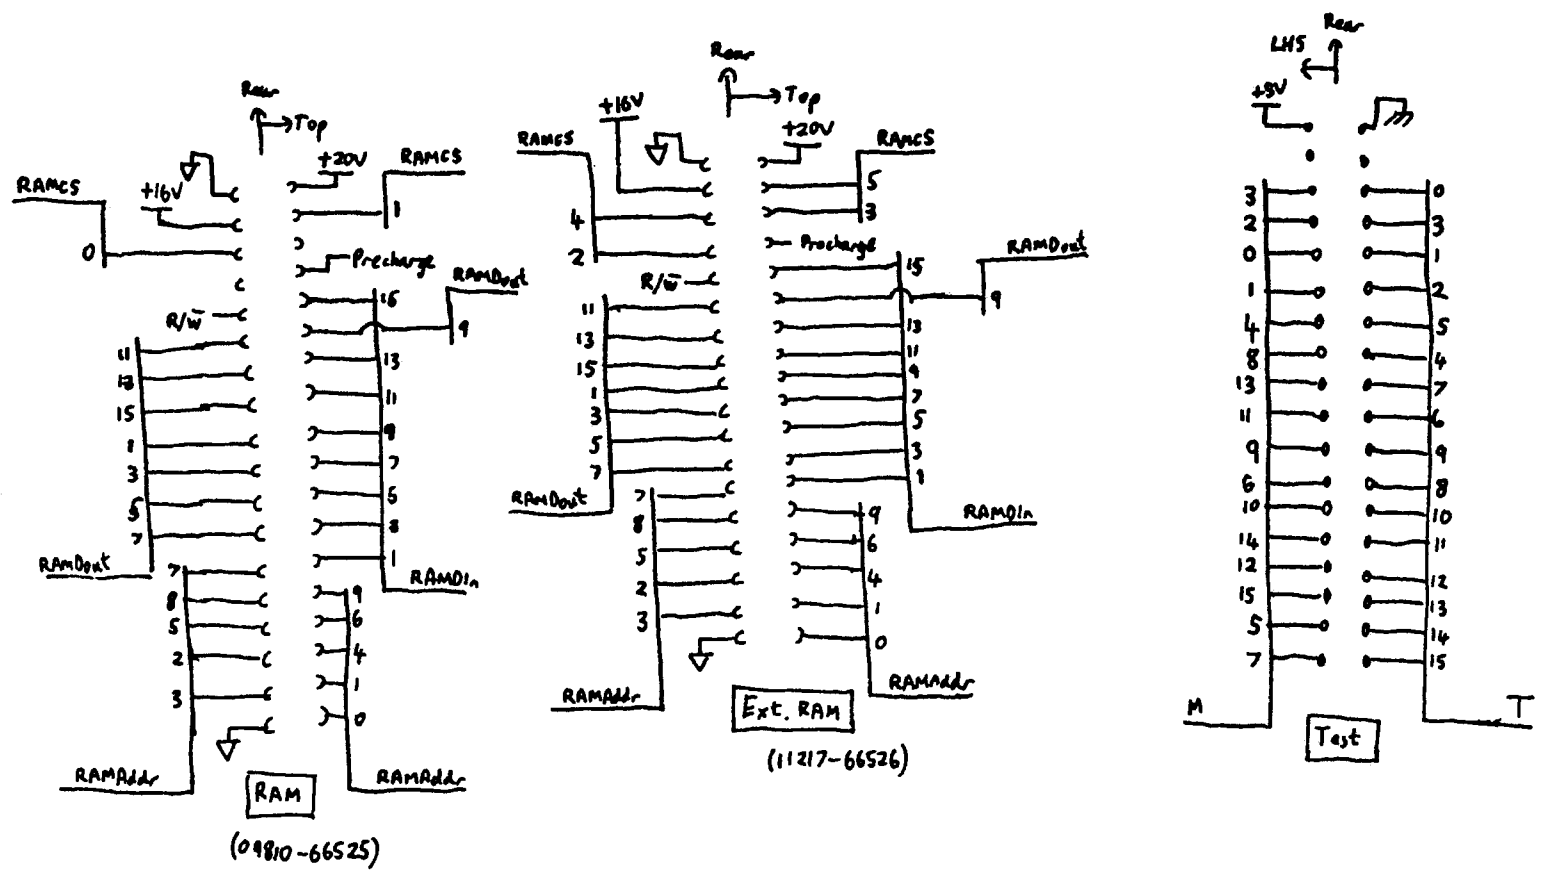 Rear
Top
+20V
RAMCS
RAMCS
+16V
1
0
Precharge
RAMDout
15
R/W̅
9
11
13
13
15
11
1
9
3
7
5
5
7
3
1
RAMDout
RAMDIn
7
9
8
6
5
4
2
1
3
0
RAMAddr
RAMAddr
RAM
(09810-66525)
Rear
Top
+16V
+20V
RAMCS
RAMCS
5
4
3
2
Precharge
RAMDout
R/W̅
15
9
11
13
13
11
15
9
1
7
3
5
5
3
7
1
RAMDout
RAMDIn
7
9
8
6
5
4
2
1
3
0
RAMAddr
RAMAddr
Ext. RAM
(11217-66526)
Rear
LHS
+5V
3
0
2
3
0
1
1
2
4
5
8
4
13
7
11
6
9
9
6
8
10
10
14
11
12
12
15
13
5
14
7
15
M
T
Test